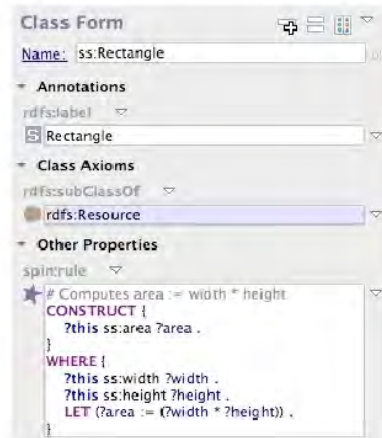 Class Form
Name: ss:Rectangle
Annotations
rdfs:label
S Rectangle
Class Axioms
rdfs:subClassOf
rdfs:Resource
Other Properties
spin:rule
# Computes area := width * height
CONSTRUCT {
?this ss:area ?area .
}
WHERE {
?this ss:width ?width .
?this ss:height ?height .
LET (?area := (?width * ?height)) .
}